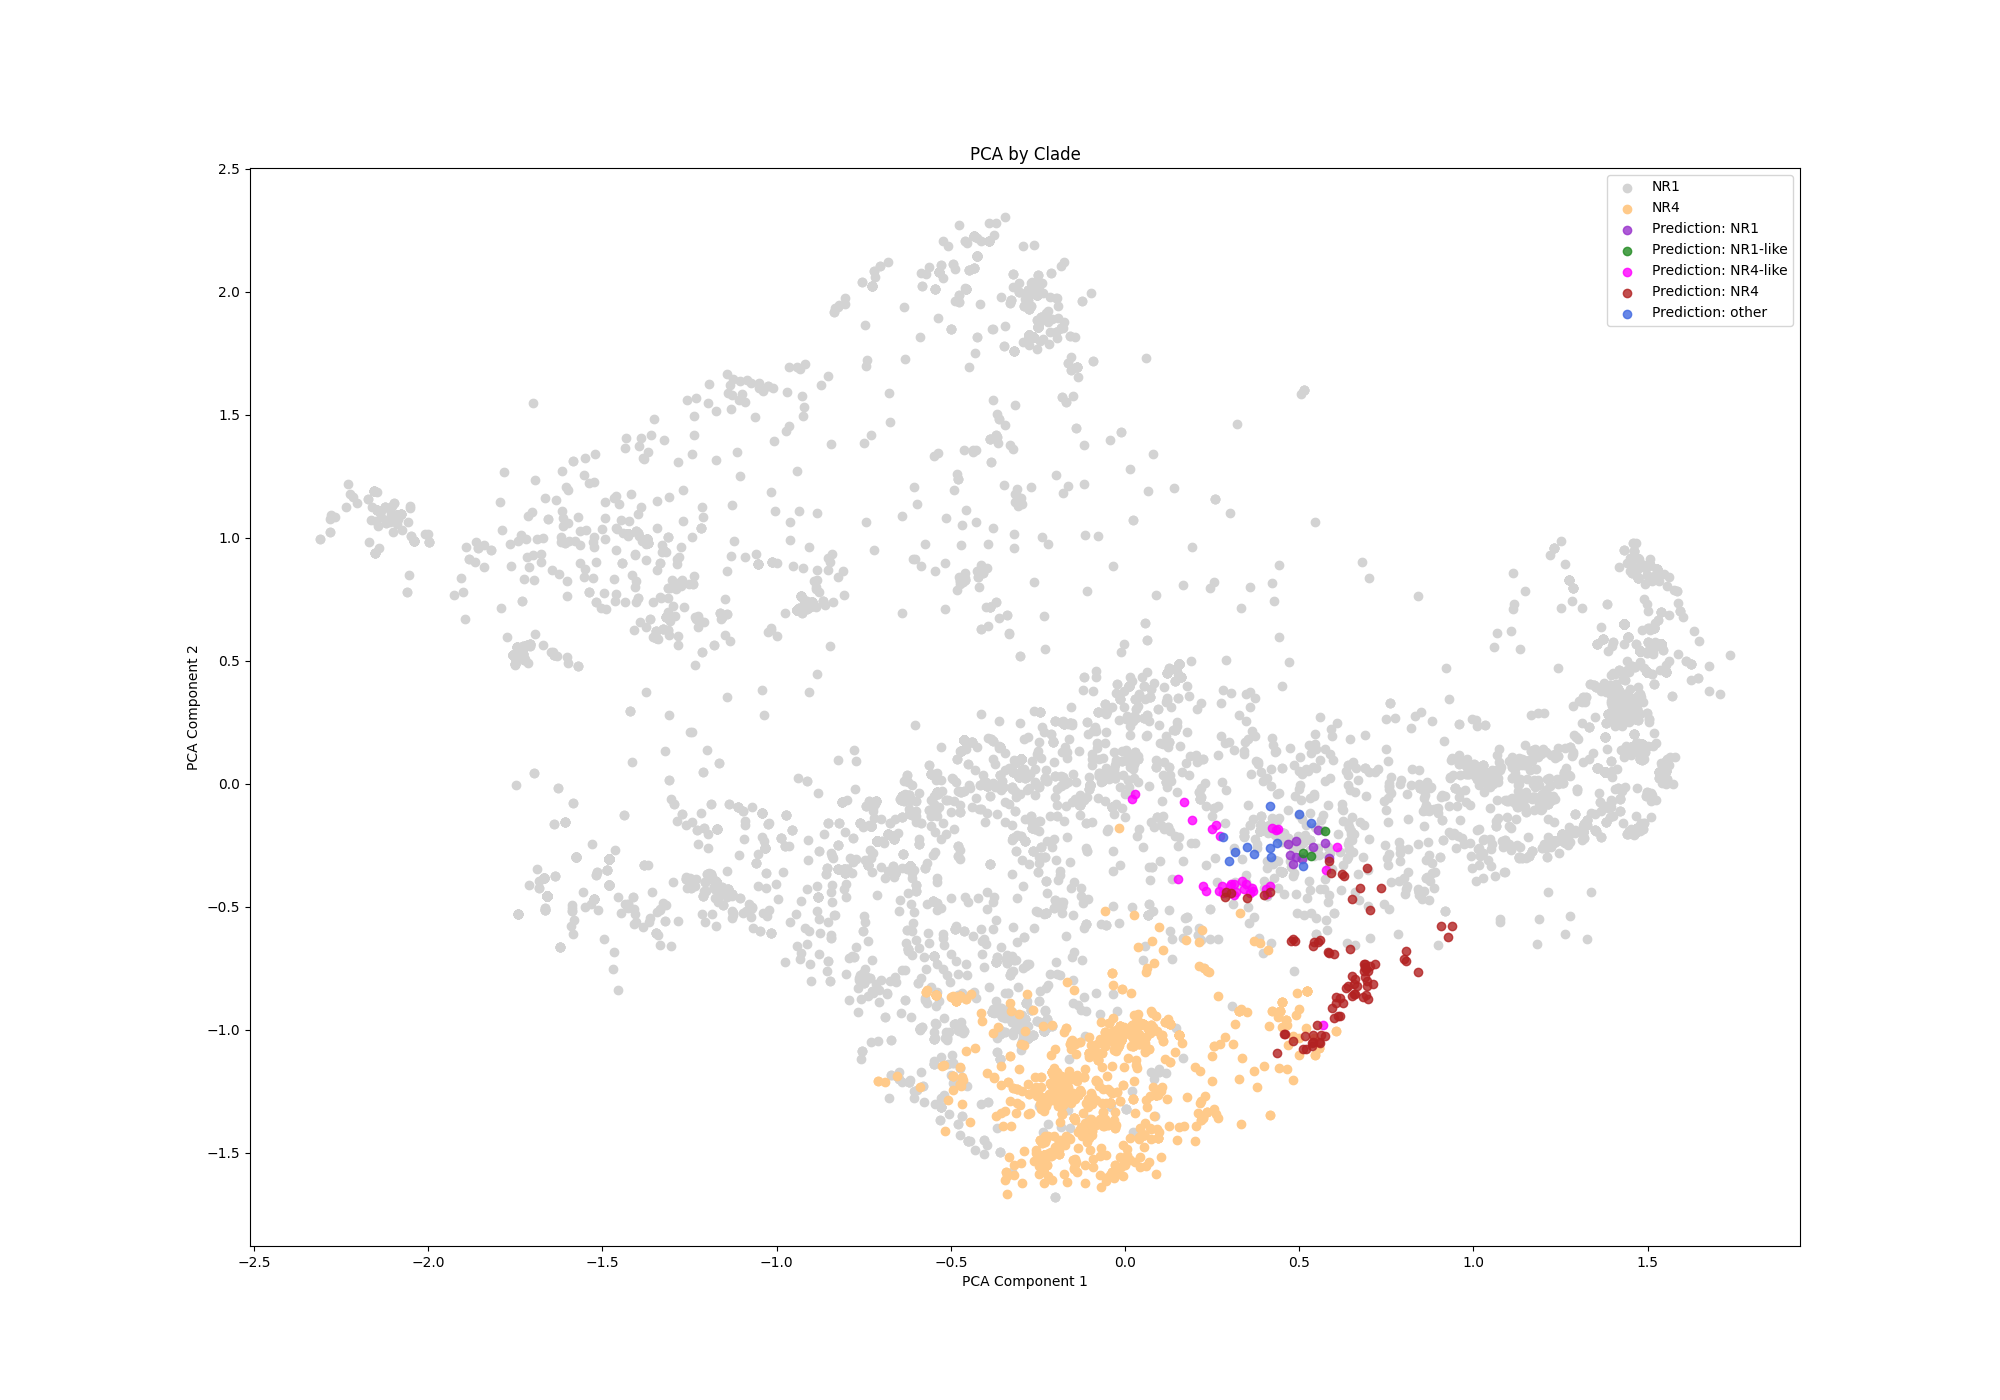 PCA by Clade
2.5
2.0
1.5
1.0
0.5
0.0
−0.5
−1.0
−1.5
PCA Component 2
NR1
NR4
Prediction: NR1
Prediction: NR1-like
Prediction: NR4-like
Prediction: NR4
Prediction: other
−2.5 −2.0 −1.5 −1.0 −0.5 0.0 0.5 1.0 1.5
PCA Component 1